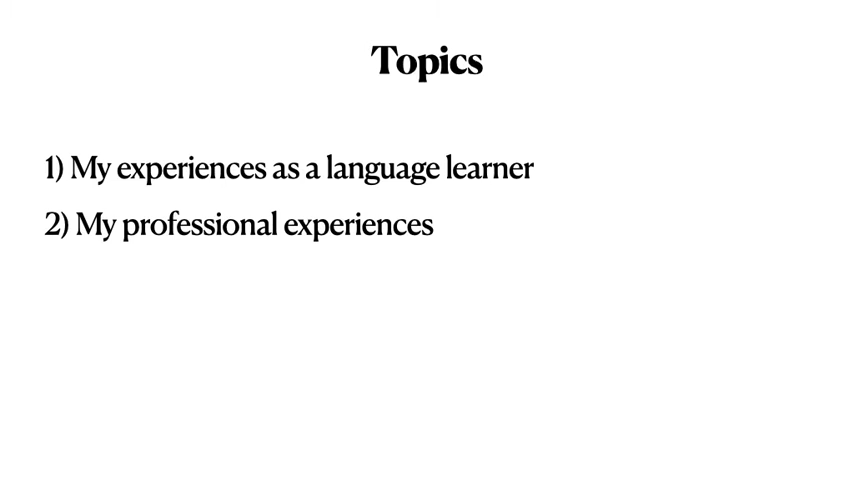 Topics
1) My experiences as a language learner
2) My professional experiences